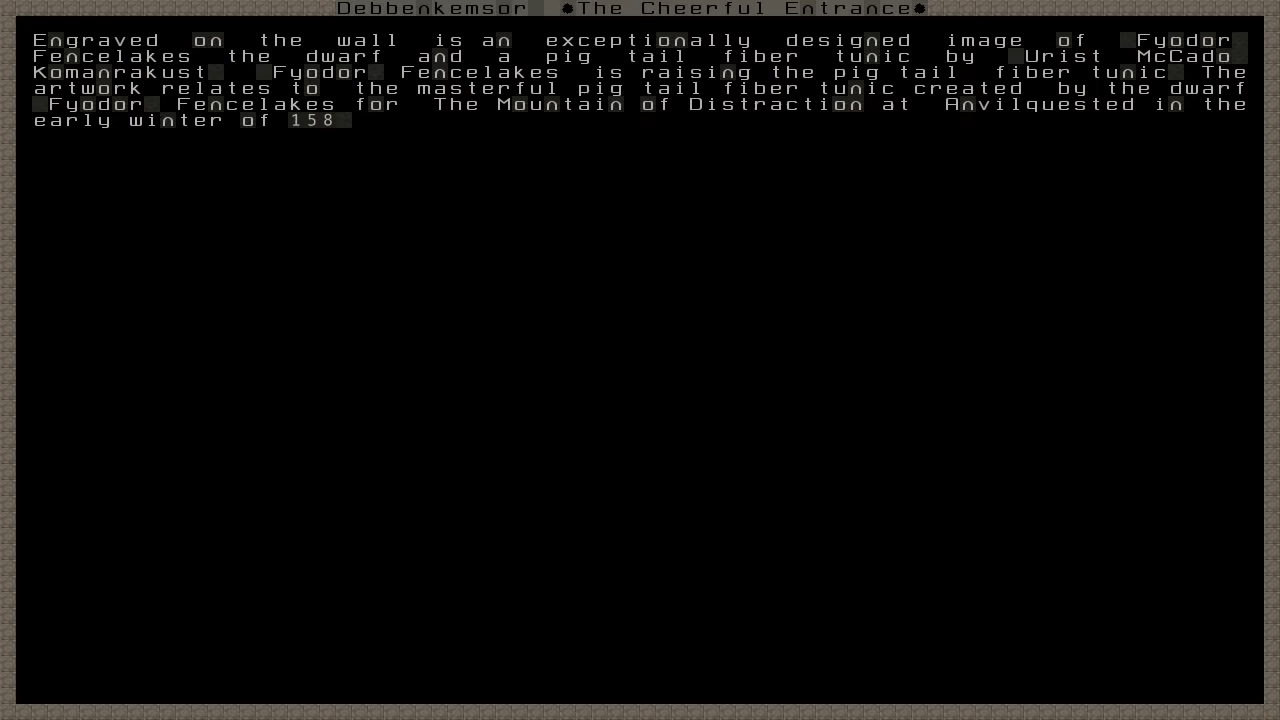 Debbenkemsor ✹The Cheerful Entrance✹
Engraved on the wall is an exceptionally designed image of Fyodor
Fencelakes the dwarf and a pig tail fiber tunic by Urist McCado
Komanrakust Fyodor Fencelakes is raising the pig tail fiber tunic The
artwork relates to the masterful pig tail fiber tunic created by the dwarf
Fyodor Fencelakes for The Mountain of Distraction at Anvilquested in the
early winter of 158